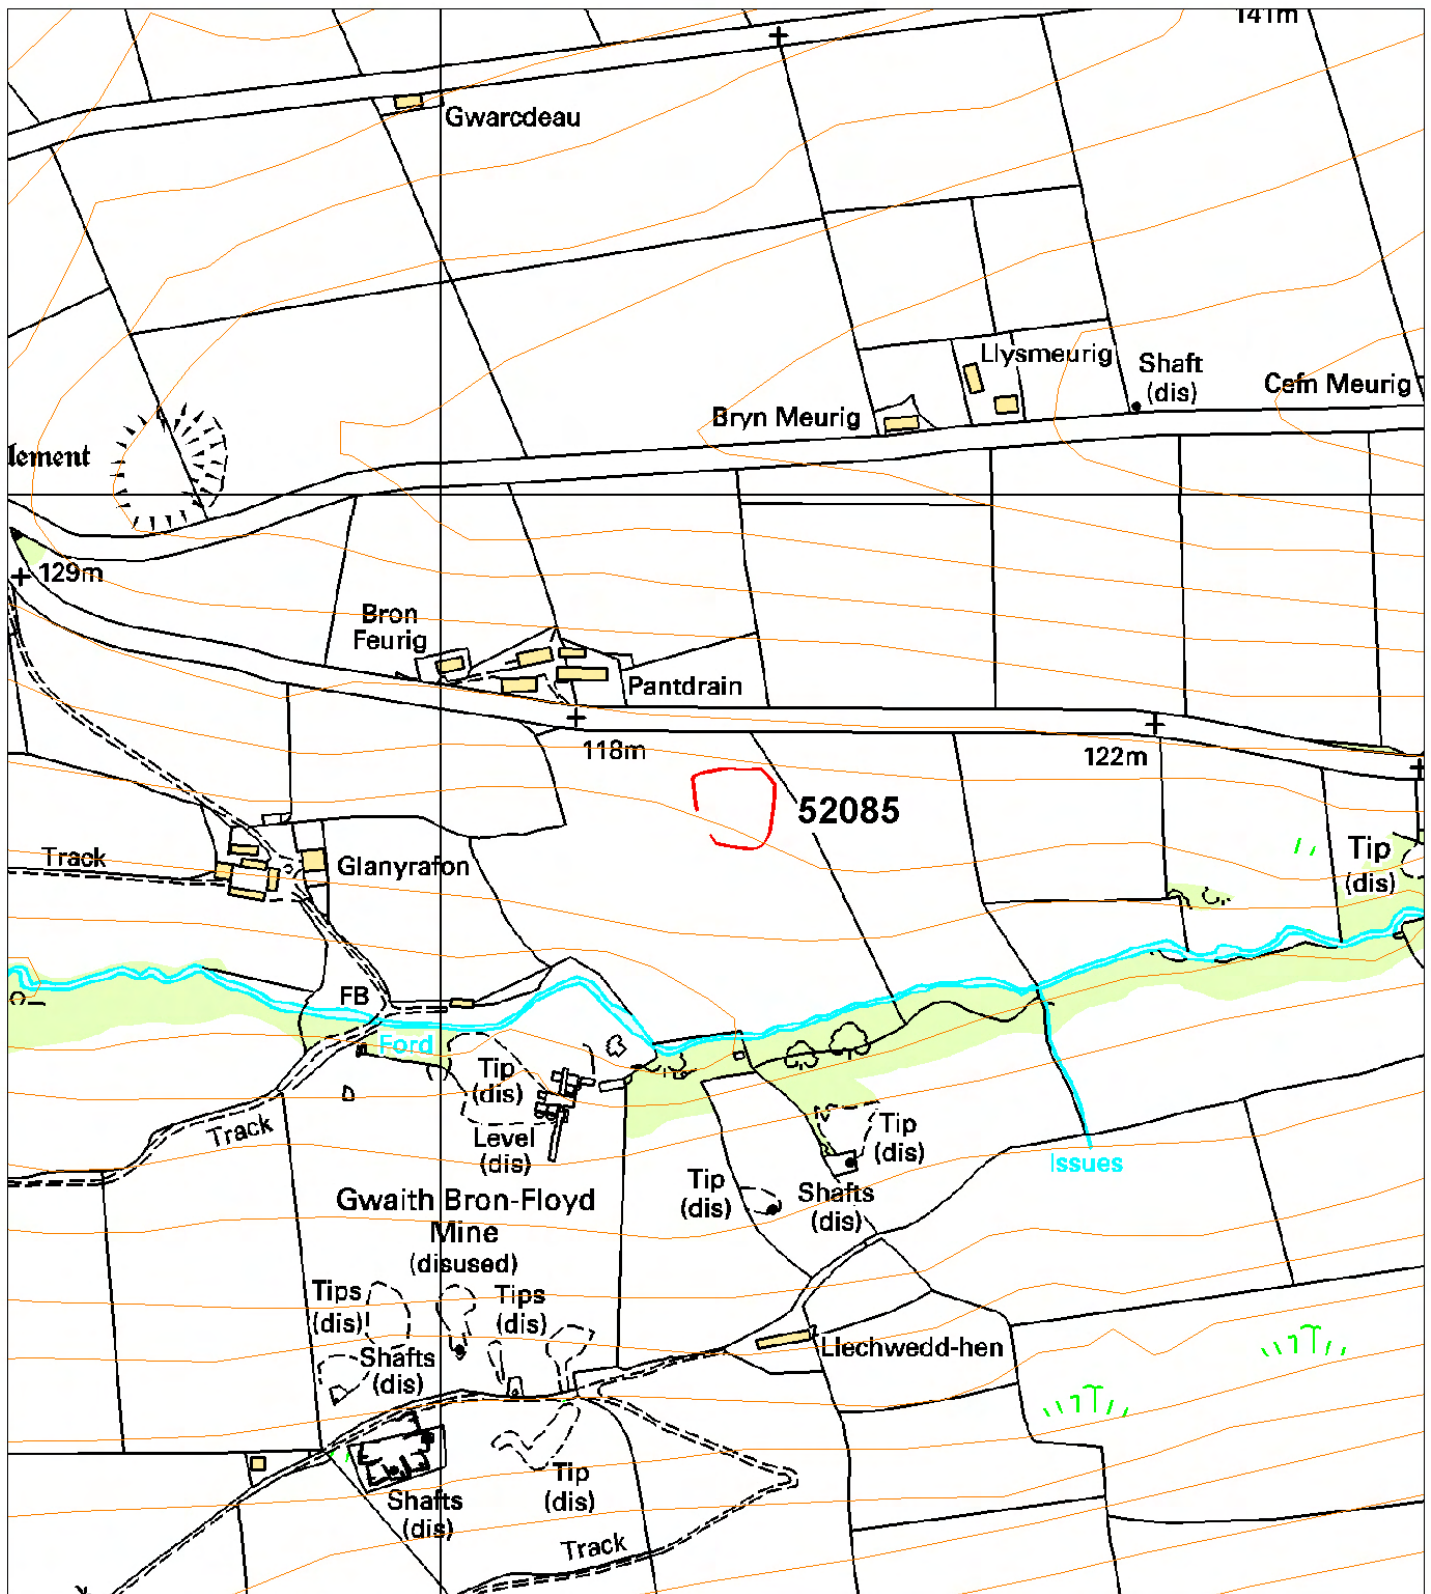 141m
Gwarcdeau
Llysmeurig
Shaft
(dis)
Cefn Meurig
Bryn Meurig
lement
129m
Bron
Feurig
Pantdrain
118m
122m
52085
Track
Glanyrafon
Tip
(dis)
FB
Ford
Tip
(dis)
Level
(dis)
Track
Tip
(dis)
Issues
Tip
(dis)
Shafts
(dis)
Gwaith Bron-Floyd
Mine
(disused)
Tips
(dis)
Tips
(dis)
Shafts
(dis)
Llechwedd-hen
Tip
(dis)
Shafts
(dis)
Track